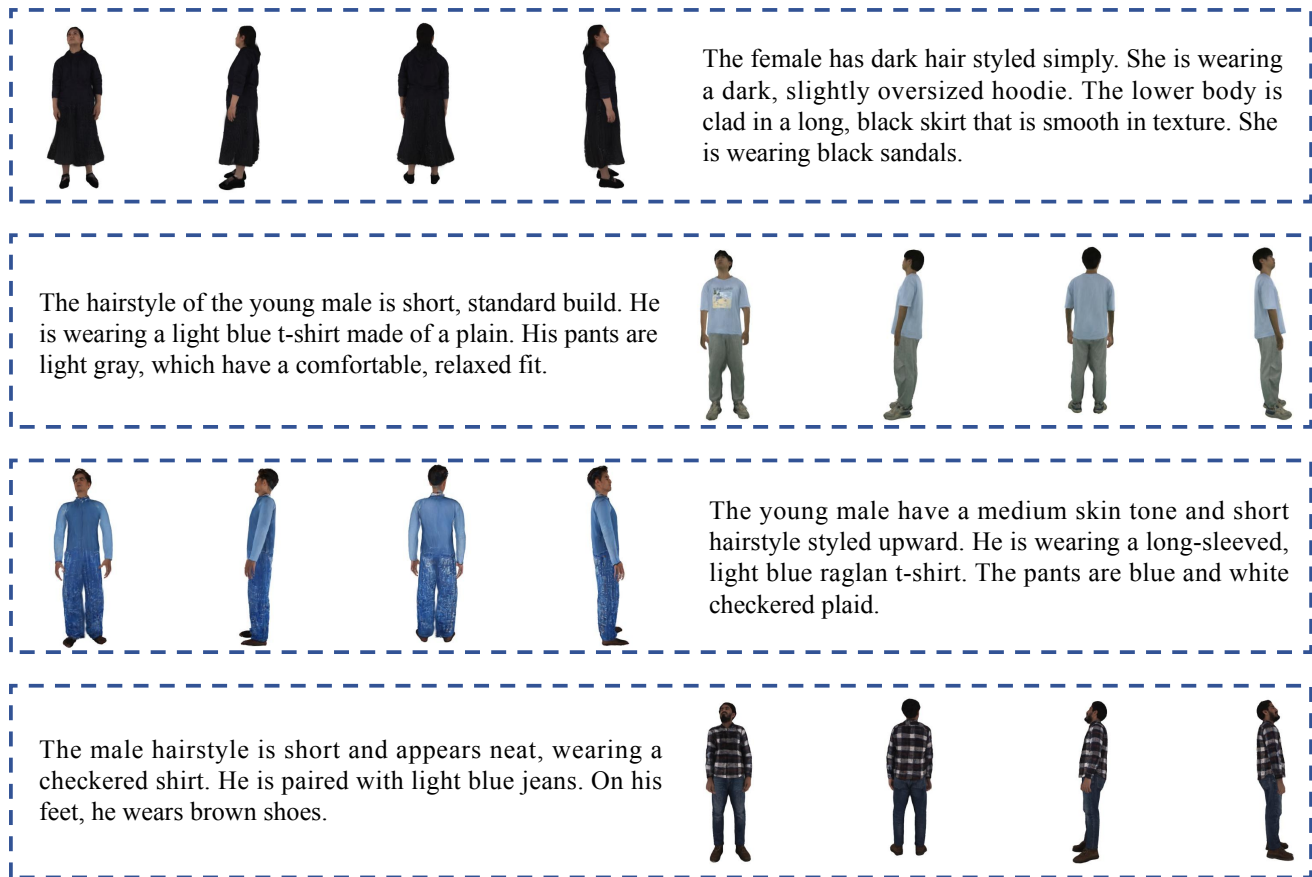 The female has dark hair styled simply. She is wearing
a dark, slightly oversized hoodie. The lower body is
clad in a long, black skirt that is smooth in texture. She
is wearing black sandals.
The hairstyle of the young male is short, standard build. He
is wearing a light blue t-shirt made of a plain. His pants are
light gray, which have a comfortable, relaxed fit.
The young male have a medium skin tone and short
hairstyle styled upward. He is wearing a long-sleeved,
light blue raglan t-shirt. The pants are blue and white
checkered plaid.
The male hairstyle is short and appears neat, wearing a
checkered shirt. He is paired with light blue jeans. On his
feet, he wears brown shoes.